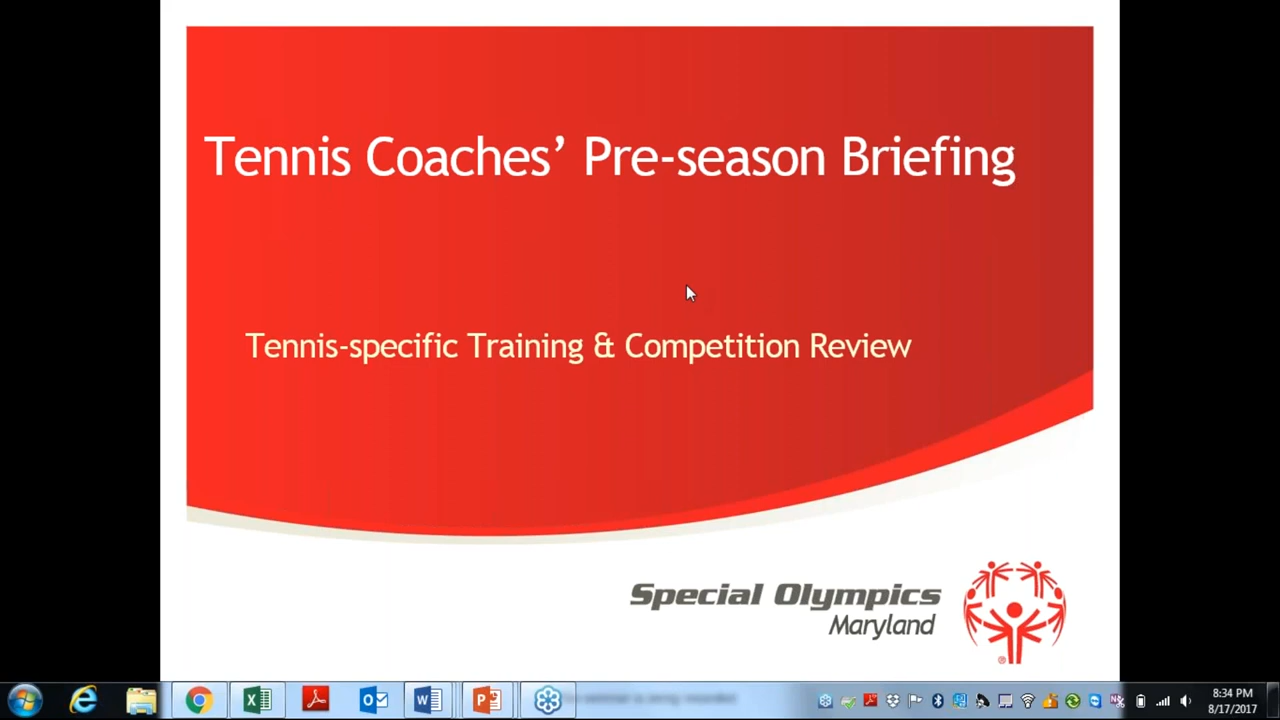 Tennis Coaches’ Pre-season Briefing
Tennis-specific Training & Competition Review
Special Olympics
Maryland
®
8:34 PM
8/17/2017